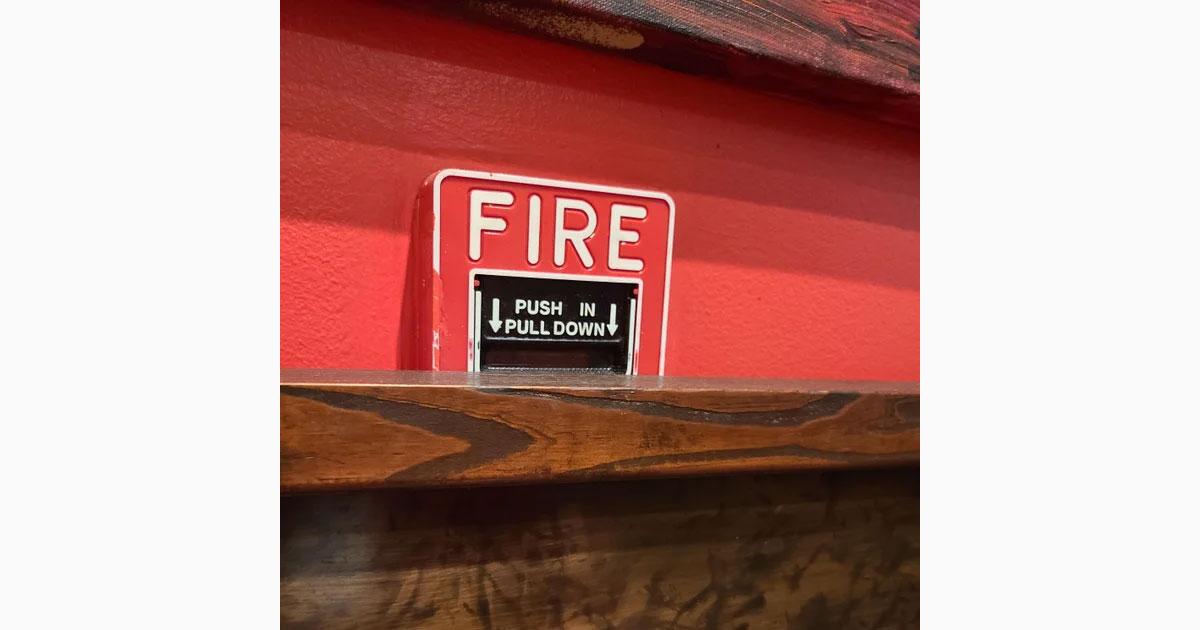 FIRE
PUSH IN
PULL DOWN